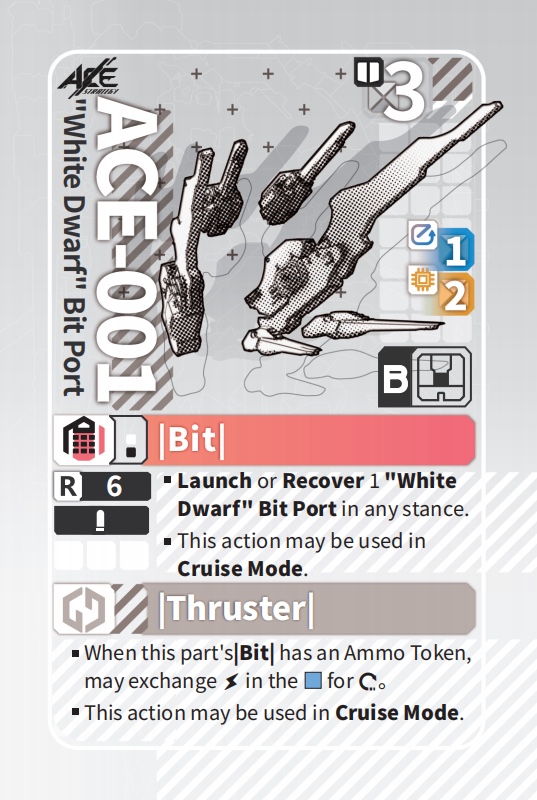 ACE
STRATEGY
3
ACE-001
"White Dwarf" Bit Port
1
2
B
|Bit|
R 6
▪ Launch or Recover 1 "White
Dwarf" Bit Port in any stance.
▪ This action may be used in
Cruise Mode.
|Thruster|
▪ When this part's|Bit| has an Ammo Token,
may exchange in the for 。
▪ This action may be used in Cruise Mode.